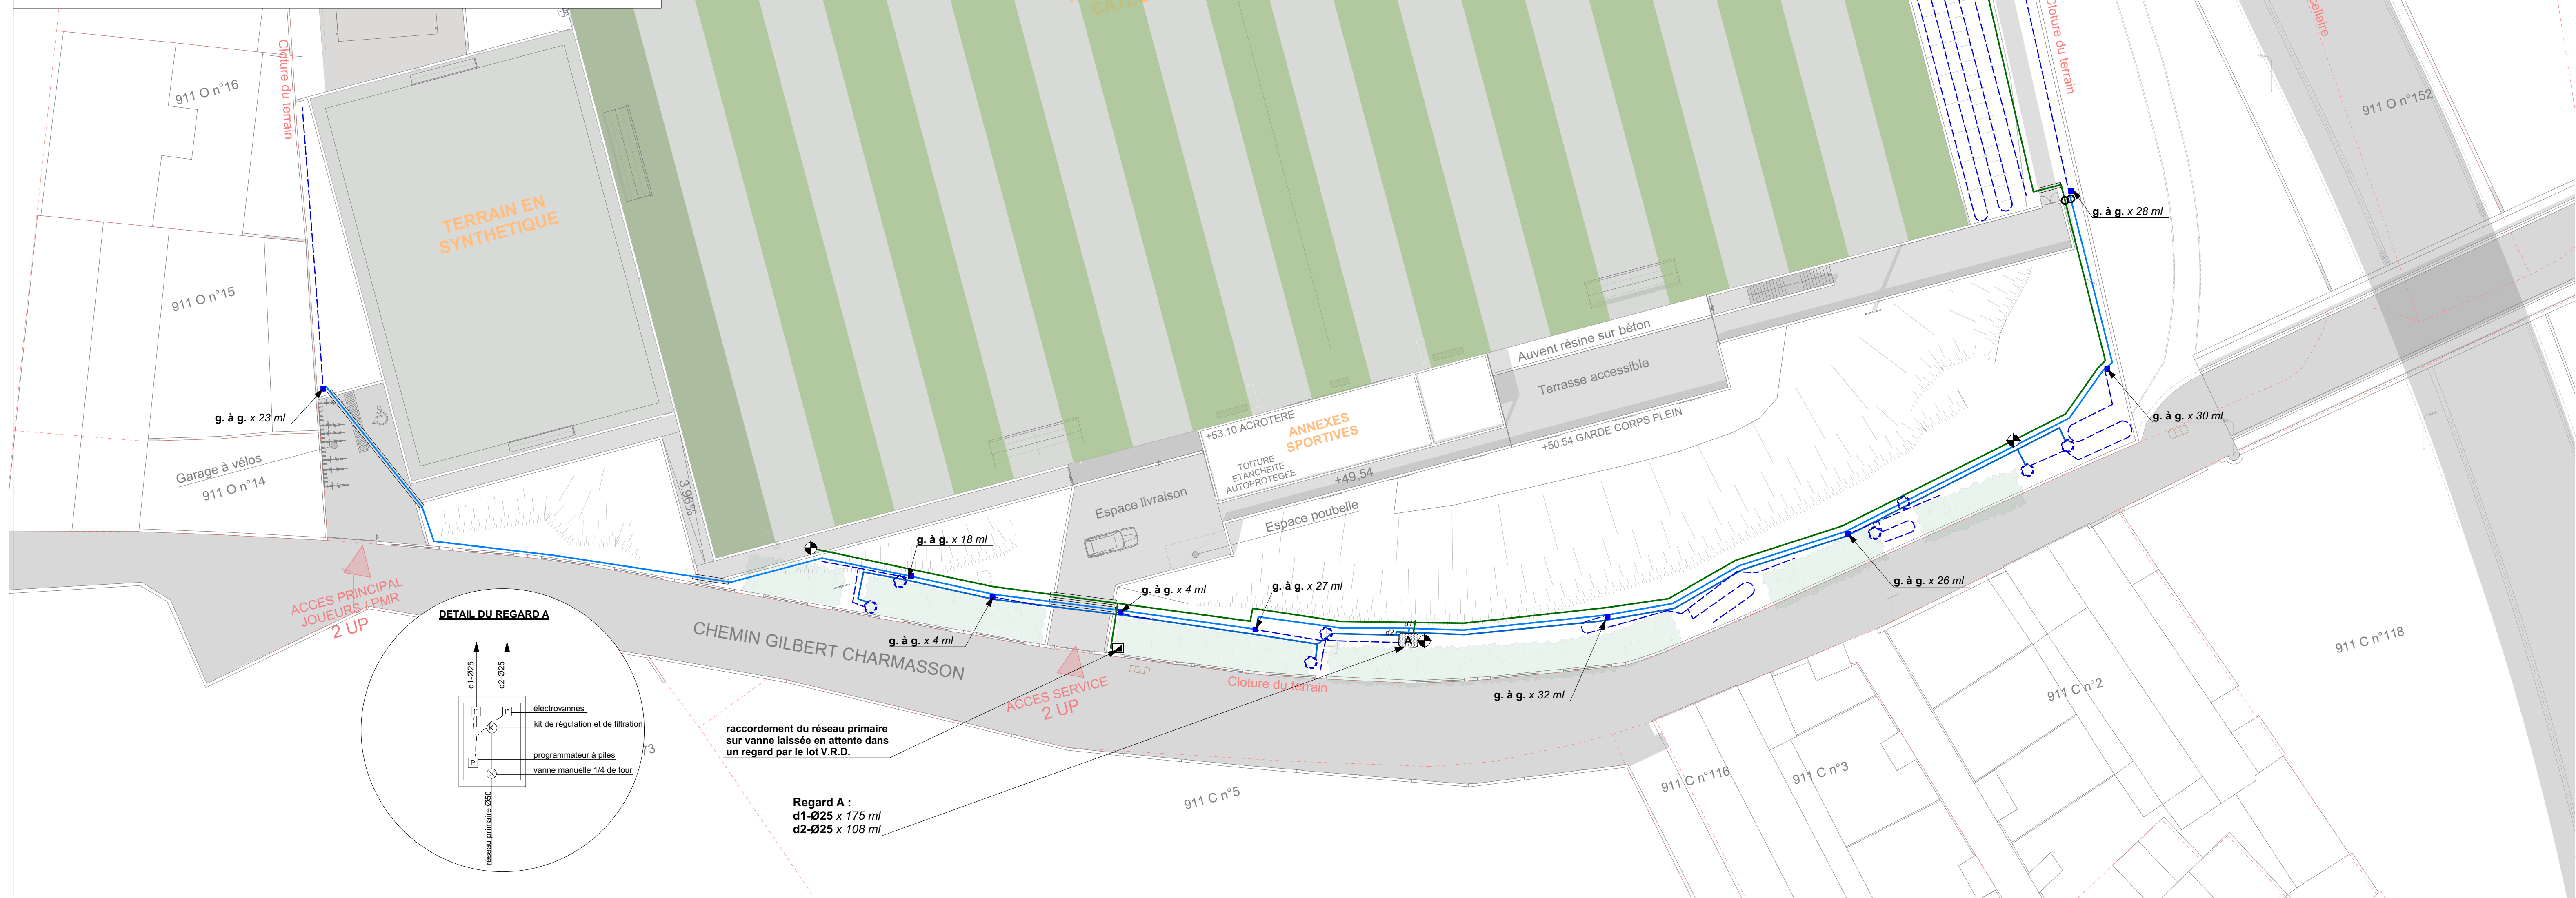 Cloture du terrain
911 O n°16
TERRAIN EN
SYNTHETIQUE
911 O n°15
g. à g. x 23 ml
Garage à vélos
911 O n°14
3.96%
ACCES PRINCIPAL
JOUEURS / PMR
2 UP
DETAIL DU REGARD A
d1-Ø25
d2-Ø25
1"
1"
électrovannes
K
kit de régulation et de filtration
P
programmateur à piles
vanne manuelle 1/4 de tour
réseau primaire Ø50
CHEMIN GILBERT CHARMASSON
g. à g. x 18 ml
g. à g. x 4 ml
g. à g. x 4 ml
g. à g. x 27 ml
Espace livraison
Espace poubelle
+53.10 ACROTERE
ANNEXES
SPORTIVES
TOITURE
ETANCHEITE
AUTOPROTEGEE
+49,54
Auvent résine sur béton
Terrasse accessible
+50.54 GARDE CORPS PLEIN
ACCES SERVICE
2 UP
Cloture du terrain
d1
d2
A
raccordement du réseau primaire
sur vanne laissée en attente dans
un regard par le lot V.R.D.
Regard A :
d1-Ø25 x 175 ml
d2-Ø25 x 108 ml
g. à g. x 32 ml
g. à g. x 26 ml
g. à g. x 30 ml
g. à g. x 28 ml
Cloture du terrain
911 O n°152
911 C n°5
911 C n°116
911 C n°3
911 C n°2
911 C n°118